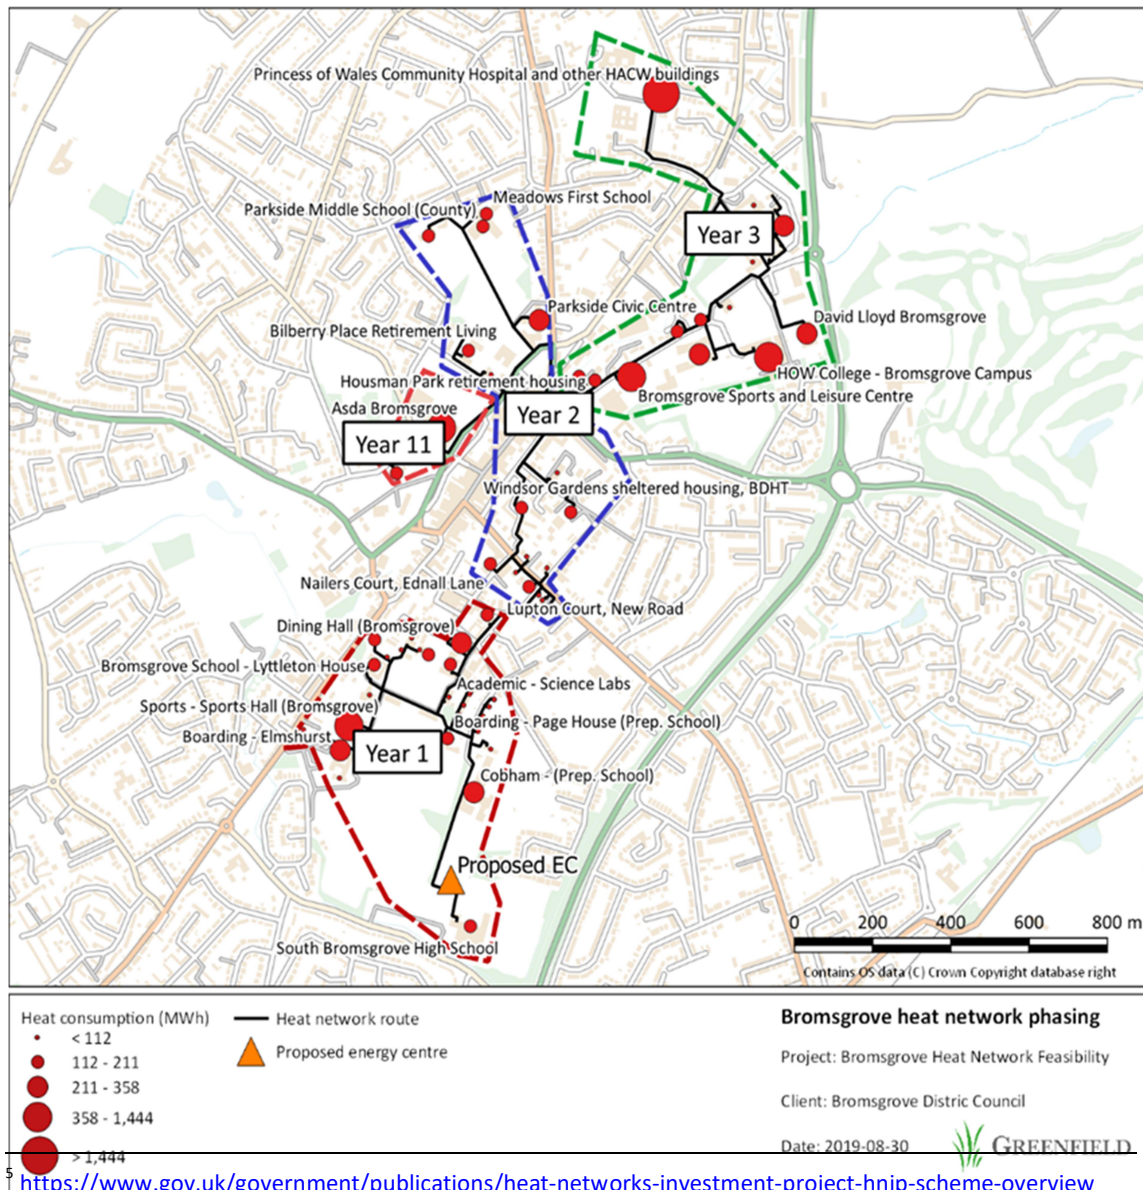 Princess of Wales Community Hospital and other HACW buildings
Meadows First School
Parkside Middle School (County)
Year 3
Parkside Civic Centre
David Lloyd Bromsgrove
Bilberry Place Retirement Living
HOW College - Bromsgrove Campus
Housman Park retirement housing
Bromsgrove Sports and Leisure Centre
Asda Bromsgrove
Year 2
Year 11
Windsor Gardens sheltered housing, BDHT
Nailers Court, Ednall Lane
Lupton Court, New Road
Dining Hall (Bromsgrove)
Bromsgrove School - Lyttleton House
Academic - Science Labs
Sports - Sports Hall (Bromsgrove)
Boarding - Page House (Prep. School)
Boarding - Elmshurst
Year 1
Cobham - (Prep. School)
Proposed EC
South Bromsgrove High School
0 200 400 600 800 m
Contains OS data (C) Crown Copyright database right
Heat consumption (MWh)
< 112
112 - 211
211 - 358
358 - 1,444
> 1,444
Heat network route
Proposed energy centre
Bromsgrove heat network phasing
Project: Bromsgrove Heat Network Feasibility
Client: Bromsgrove Distric Council
Date: 2019-08-30
GREENFIELD
5 https://www.gov.uk/government/publications/heat-networks-investment-project-hnip-scheme-overview